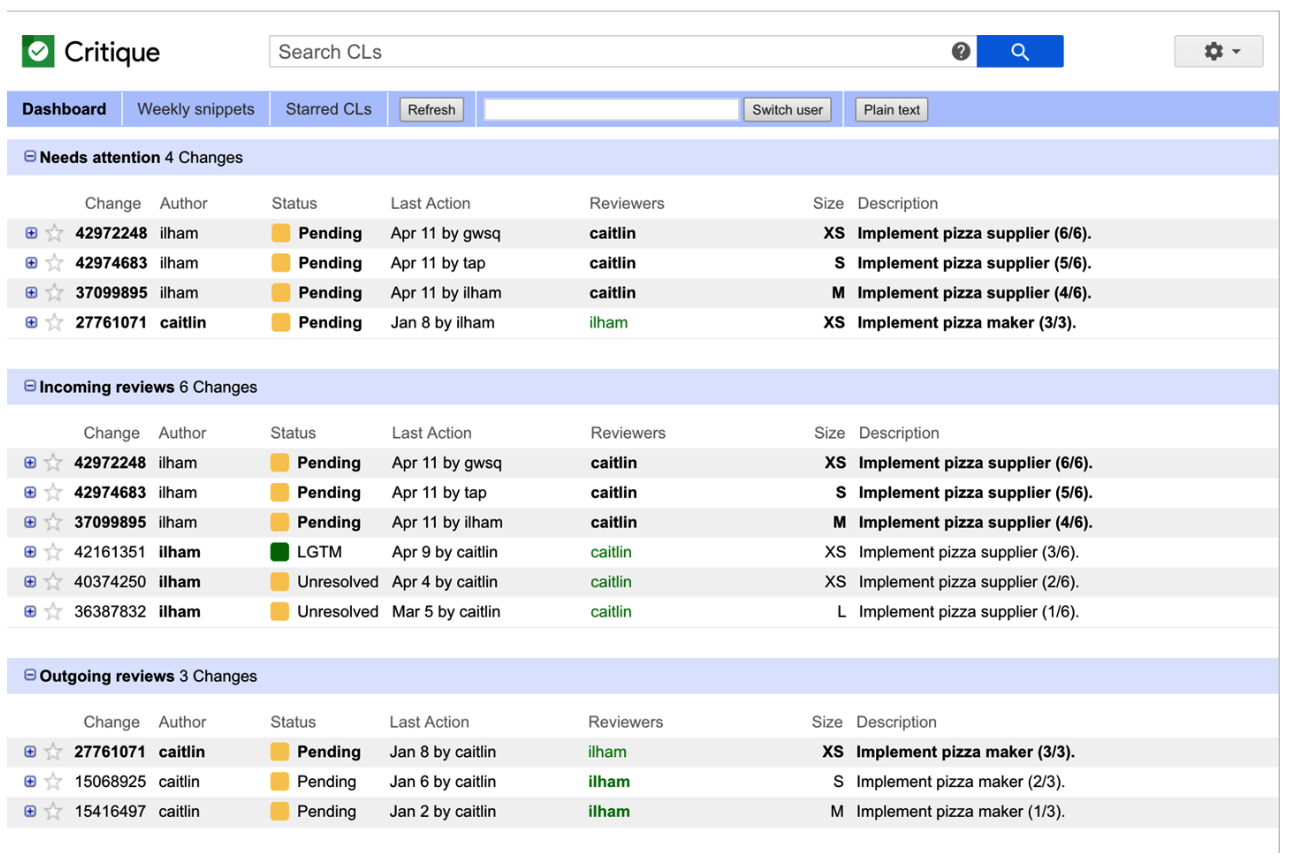 Critique Search CLs
Dashboard Weekly snippets Starred CLs Refresh Switch user Plain text
Needs attention 4 Changes
Change Author Status Last Action Reviewers Size Description
42972248 ilham Pending Apr 11 by gwsq caitlin XS Implement pizza supplier (6/6).
42974683 ilham Pending Apr 11 by tap caitlin S Implement pizza supplier (5/6).
37099895 ilham Pending Apr 11 by ilham caitlin M Implement pizza supplier (4/6).
27761071 caitlin Pending Jan 8 by ilham ilham XS Implement pizza maker (3/3).
Incoming reviews 6 Changes
Change Author Status Last Action Reviewers Size Description
42972248 ilham Pending Apr 11 by gwsq caitlin XS Implement pizza supplier (6/6).
42974683 ilham Pending Apr 11 by tap caitlin S Implement pizza supplier (5/6).
37099895 ilham Pending Apr 11 by ilham caitlin M Implement pizza supplier (4/6).
42161351 ilham LGTM Apr 9 by caitlin caitlin XS Implement pizza supplier (3/6).
40374250 ilham Unresolved Apr 4 by caitlin caitlin XS Implement pizza supplier (2/6).
36387832 ilham Unresolved Mar 5 by caitlin caitlin L Implement pizza supplier (1/6).
Outgoing reviews 3 Changes
Change Author Status Last Action Reviewers Size Description
27761071 caitlin Pending Jan 8 by caitlin ilham XS Implement pizza maker (3/3).
15068925 caitlin Pending Jan 6 by caitlin ilham S Implement pizza maker (2/3).
15416497 caitlin Pending Jan 2 by caitlin ilham M Implement pizza maker (1/3).